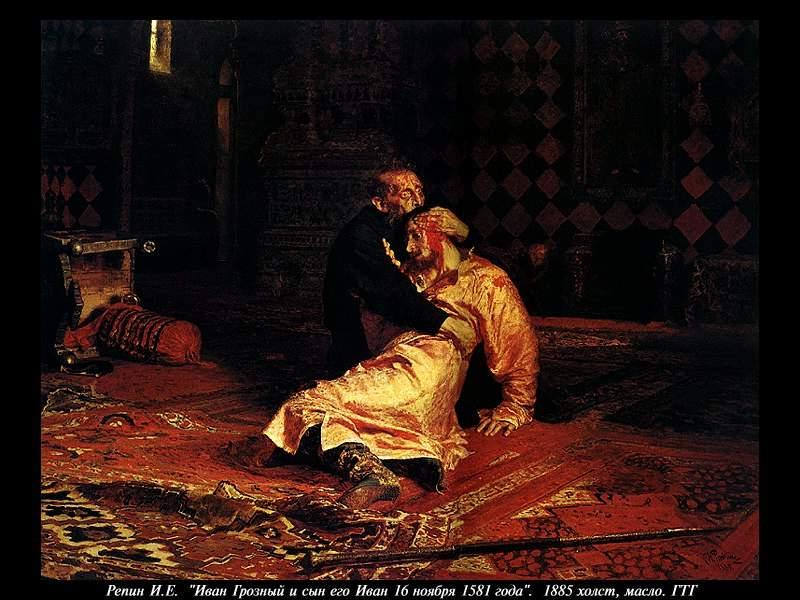 Репин И.Е. "Иван Грозный и сын его Иван 16 ноября 1581 года". 1885 холст, масло. ГТГ